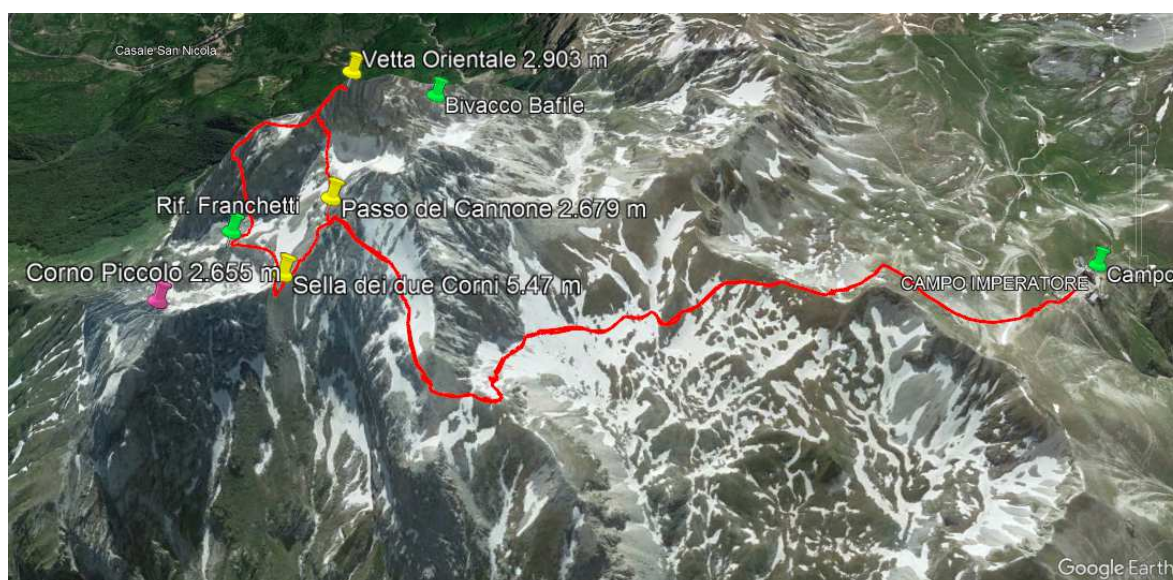 Casale San Nicola
Vetta Orientale 2.903 m
Bivacco Bafile
Rif. Franchetti
Passo del Cannone 2.679 m
Corno Piccolo 2.655 m
Sella dei due Corni 5.47 m
CAMPO IMPERATORE
Campo
Google Earth